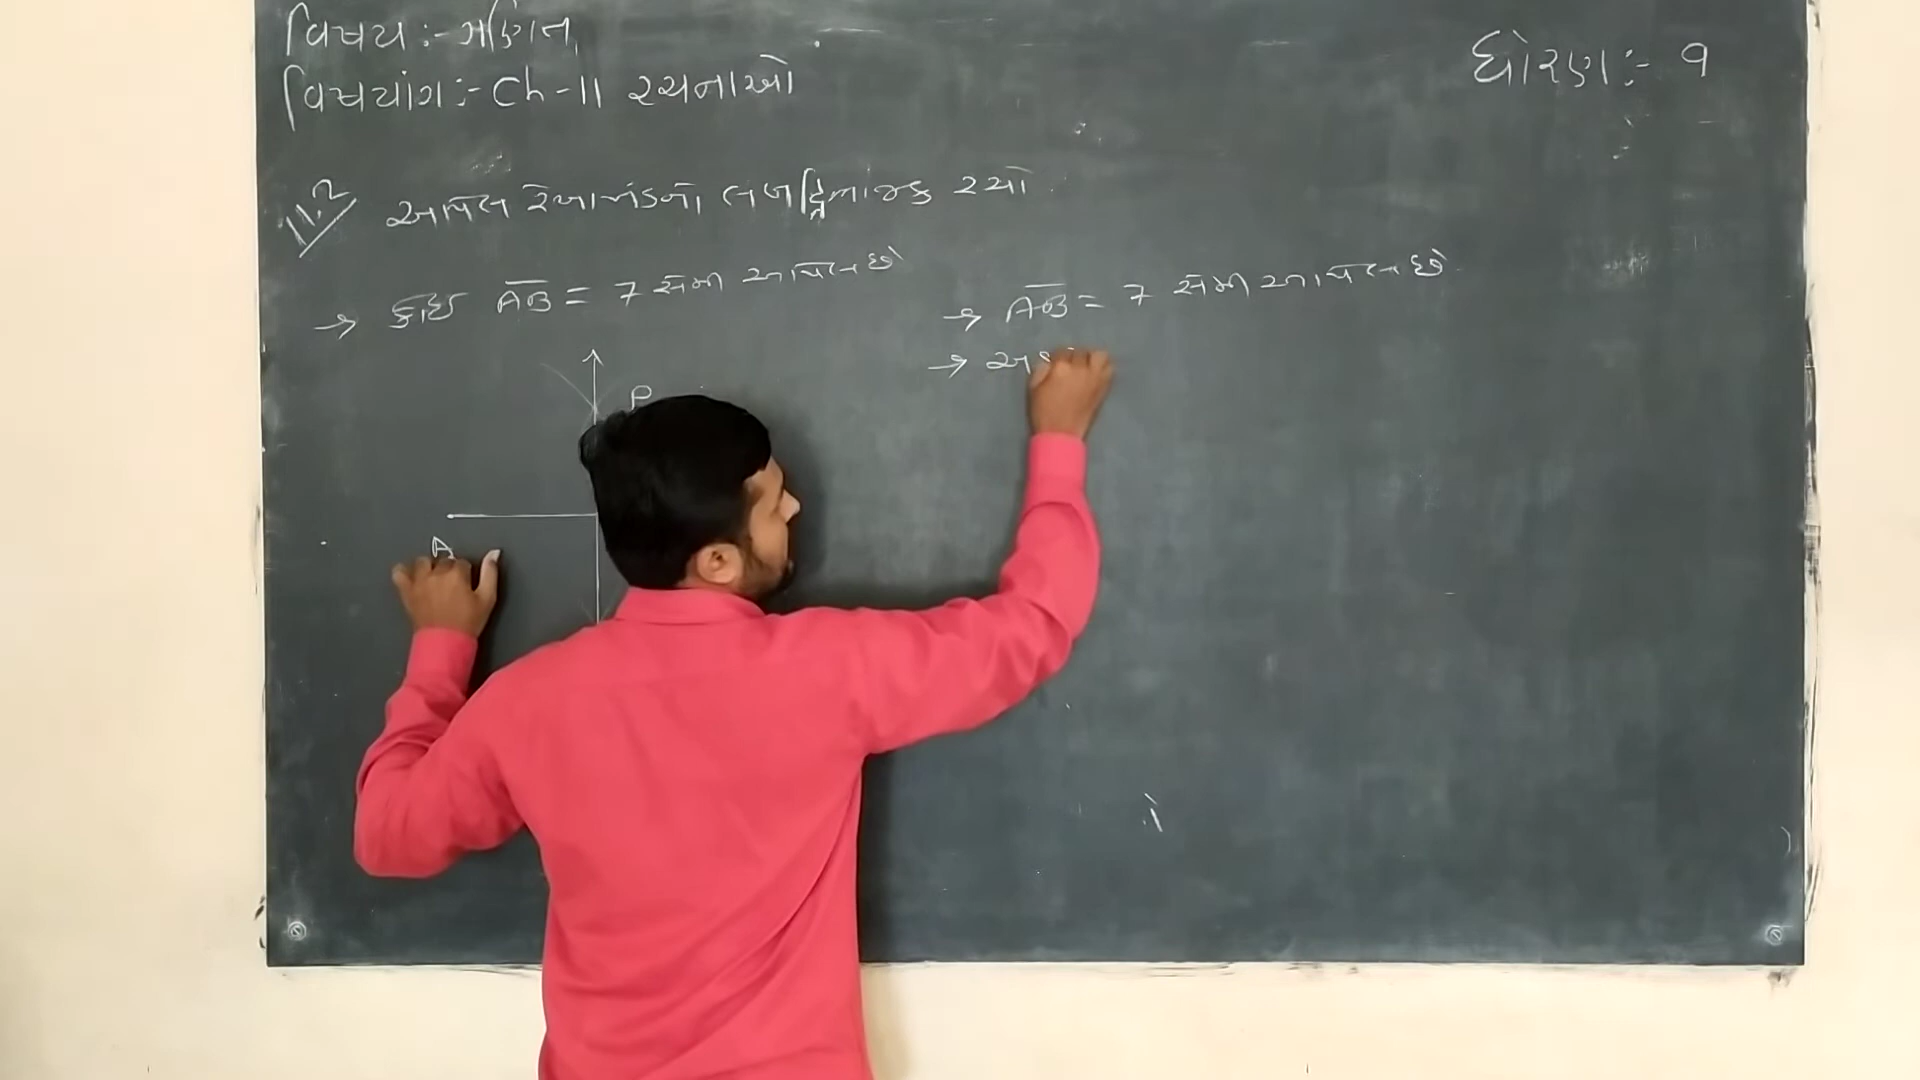 વિષય :- ગણિત
વિષયાંગ :- Ch-11 રચનાઓ
ધોરણ :- 9
11.2 આપેલ રેખાખંડનો લંબદ્વિભાજક રચો
→ કોઈ AB = 7 સેમી આપેલ છે
→ AB = 7 સેમી આપેલ છે
→
P
A